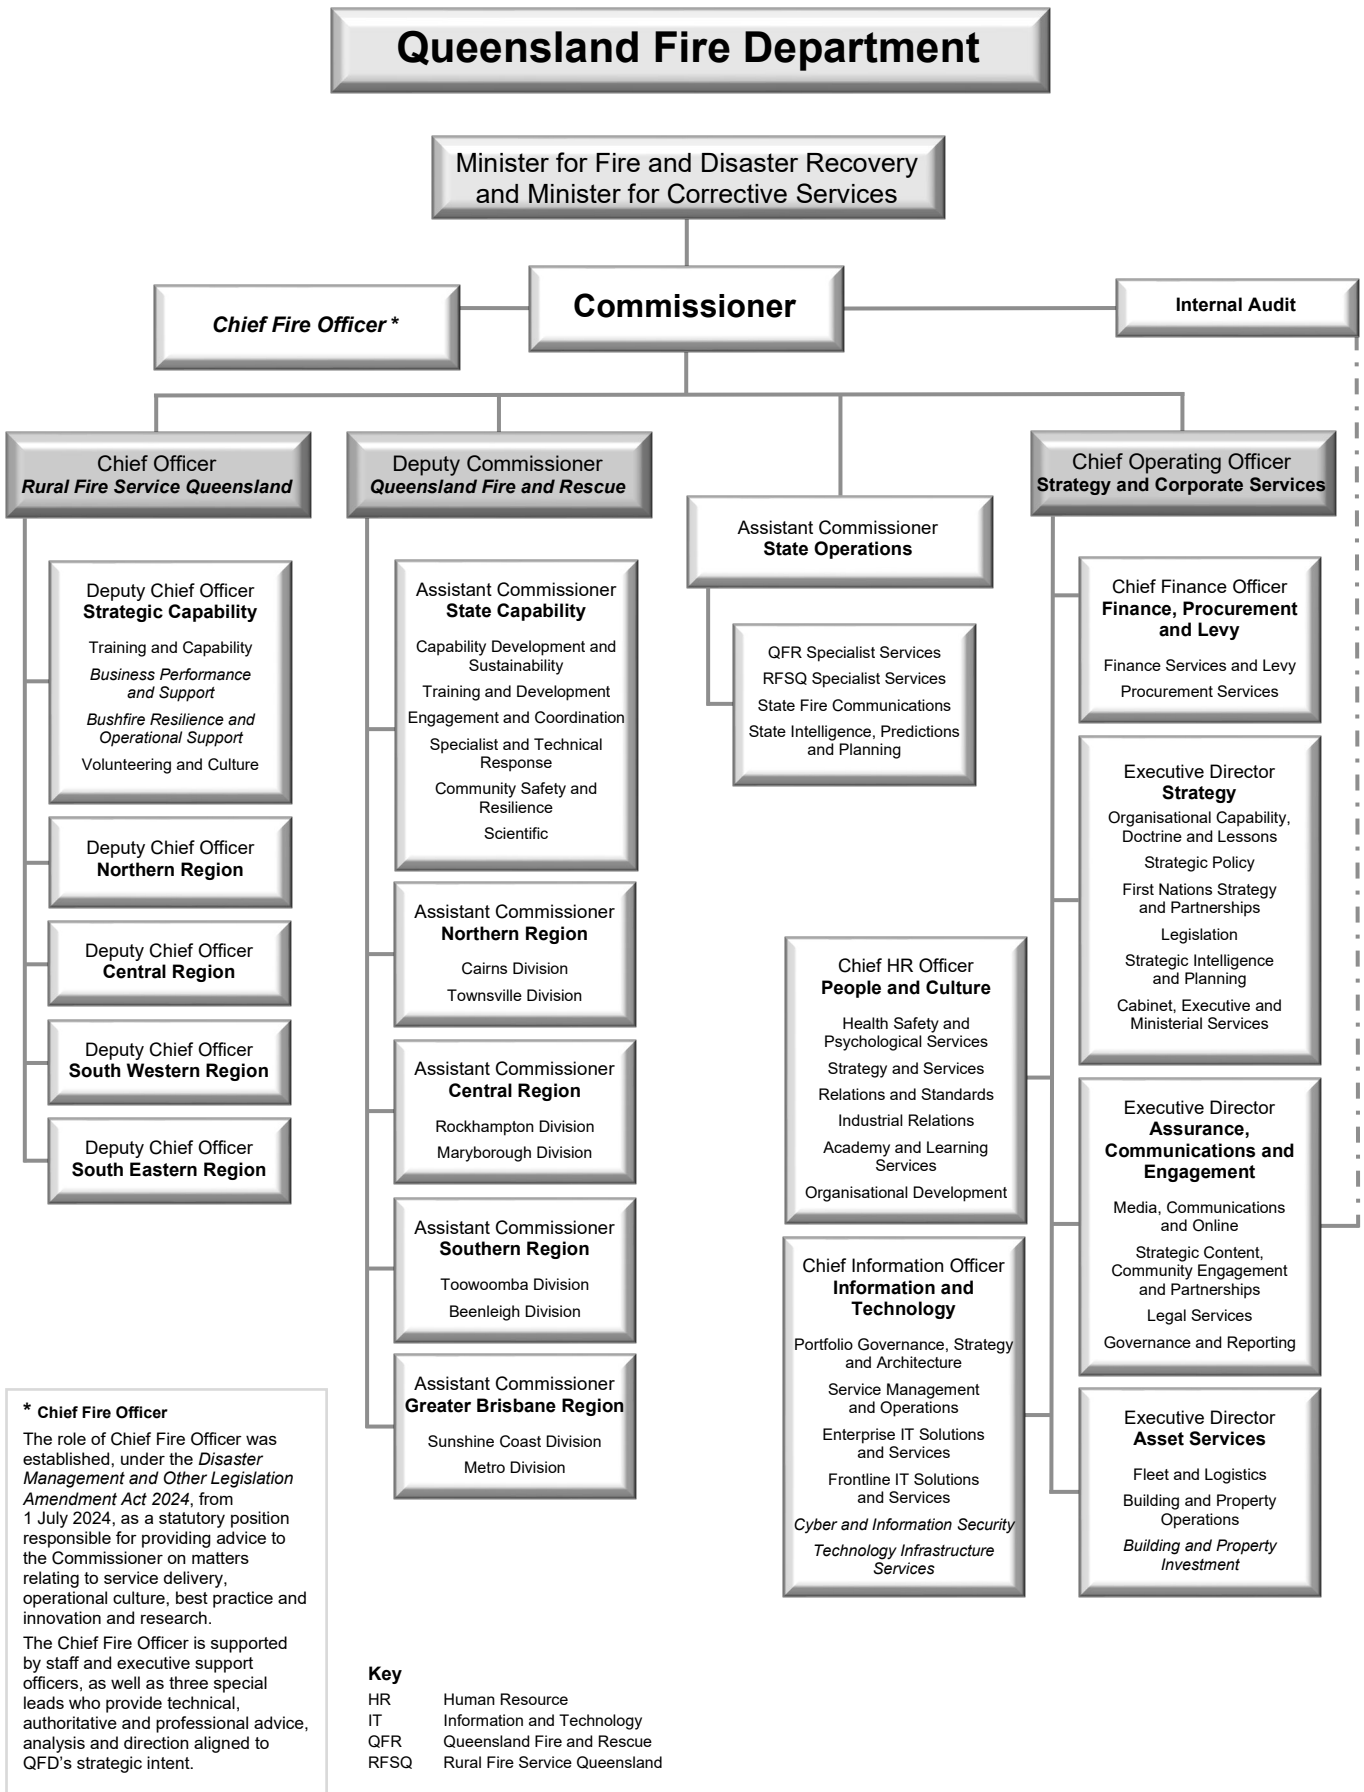 Queensland Fire Department
Minister for Fire and Disaster Recovery
and Minister for Corrective Services
Commissioner
Chief Fire Officer *
Internal Audit
Chief Officer
Rural Fire Service Queensland
Deputy Chief Officer
Strategic Capability
Training and Capability
Business Performance
and Support
Bushfire Resilience and
Operational Support
Volunteering and Culture
Deputy Chief Officer
Northern Region
Deputy Chief Officer
Central Region
Deputy Chief Officer
South Western Region
Deputy Chief Officer
South Eastern Region
Deputy Commissioner
Queensland Fire and Rescue
Assistant Commissioner
State Capability
Capability Development and
Sustainability
Training and Development
Engagement and Coordination
Specialist and Technical
Response
Community Safety and
Resilience
Scientific
Assistant Commissioner
Northern Region
Cairns Division
Townsville Division
Assistant Commissioner
Central Region
Rockhampton Division
Maryborough Division
Assistant Commissioner
Southern Region
Toowoomba Division
Beenleigh Division
Assistant Commissioner
Greater Brisbane Region
Sunshine Coast Division
Metro Division
Assistant Commissioner
State Operations
QFR Specialist Services
RFSQ Specialist Services
State Fire Communications
State Intelligence, Predictions
and Planning
Chief Operating Officer
Strategy and Corporate Services
Chief Finance Officer
Finance, Procurement
and Levy
Finance Services and Levy
Procurement Services
Executive Director
Strategy
Organisational Capability,
Doctrine and Lessons
Strategic Policy
First Nations Strategy
and Partnerships
Legislation
Strategic Intelligence
and Planning
Cabinet, Executive and
Ministerial Services
Chief HR Officer
People and Culture
Health Safety and
Psychological Services
Strategy and Services
Relations and Standards
Industrial Relations
Academy and Learning
Services
Organisational Development
Executive Director
Assurance,
Communications and
Engagement
Media, Communications
and Online
Strategic Content,
Community Engagement
and Partnerships
Legal Services
Governance and Reporting
Chief Information Officer
Information and
Technology
Portfolio Governance, Strategy
and Architecture
Service Management
and Operations
Enterprise IT Solutions
and Services
Frontline IT Solutions
and Services
Cyber and Information Security
Technology Infrastructure
Services
Executive Director
Asset Services
Fleet and Logistics
Building and Property
Operations
Building and Property
Investment
* Chief Fire Officer
The role of Chief Fire Officer was
established, under the Disaster
Management and Other Legislation
Amendment Act 2024, from
1 July 2024, as a statutory position
responsible for providing advice to
the Commissioner on matters
relating to service delivery,
operational culture, best practice and
innovation and research.
The Chief Fire Officer is supported
by staff and executive support
officers, as well as three special
leads who provide technical,
authoritative and professional advice,
analysis and direction aligned to
QFD's strategic intent.
Key
HR Human Resource
IT Information and Technology
QFR Queensland Fire and Rescue
RFSQ Rural Fire Service Queensland